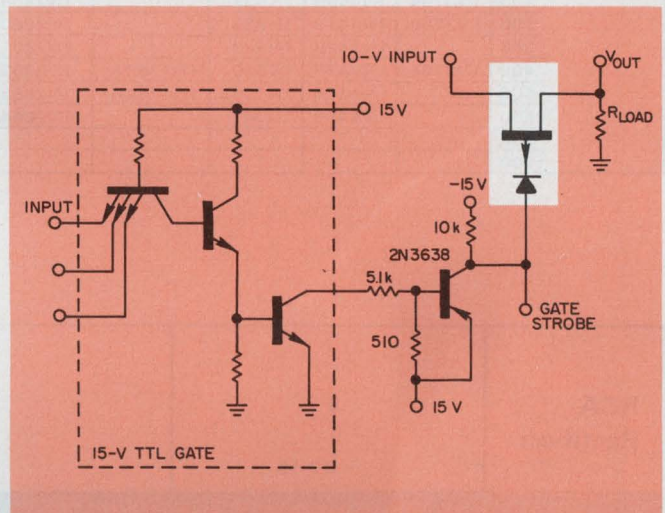 10-V INPUT
VOUT
RLOAD
15 V
INPUT
-15 V
10k
2N3638
5.1k
510
GATE
STROBE
15 V
15-V TTL GATE